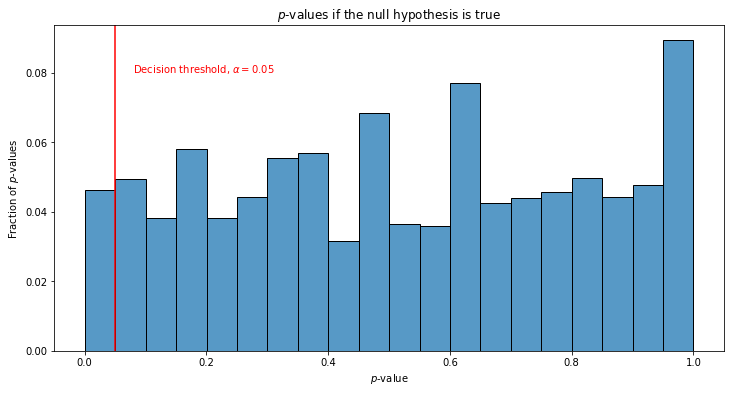 p-values if the null hypothesis is true
Decision threshold, α = 0.05
Fraction of p-values
0.08
0.06
0.04
0.02
0.00
0.0 0.2 0.4 0.6 0.8 1.0
p-value